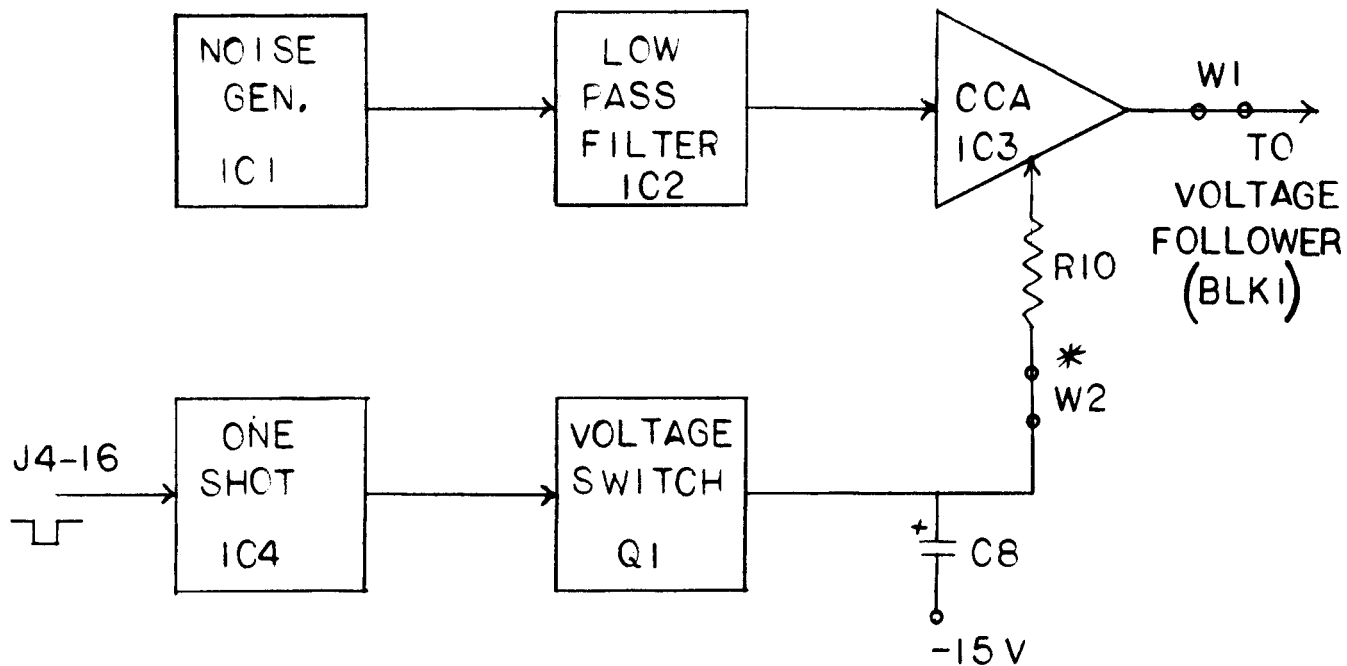 NOISE
GEN.
IC1
LOW
PASS
FILTER
IC2
CCA
IC3
W1
TO
VOLTAGE
FOLLOWER
(BLK1)
R10
*
W2
J4-16
ONE
SHOT
IC4
VOLTAGE
SWITCH
Q1
+
C8
-15 V